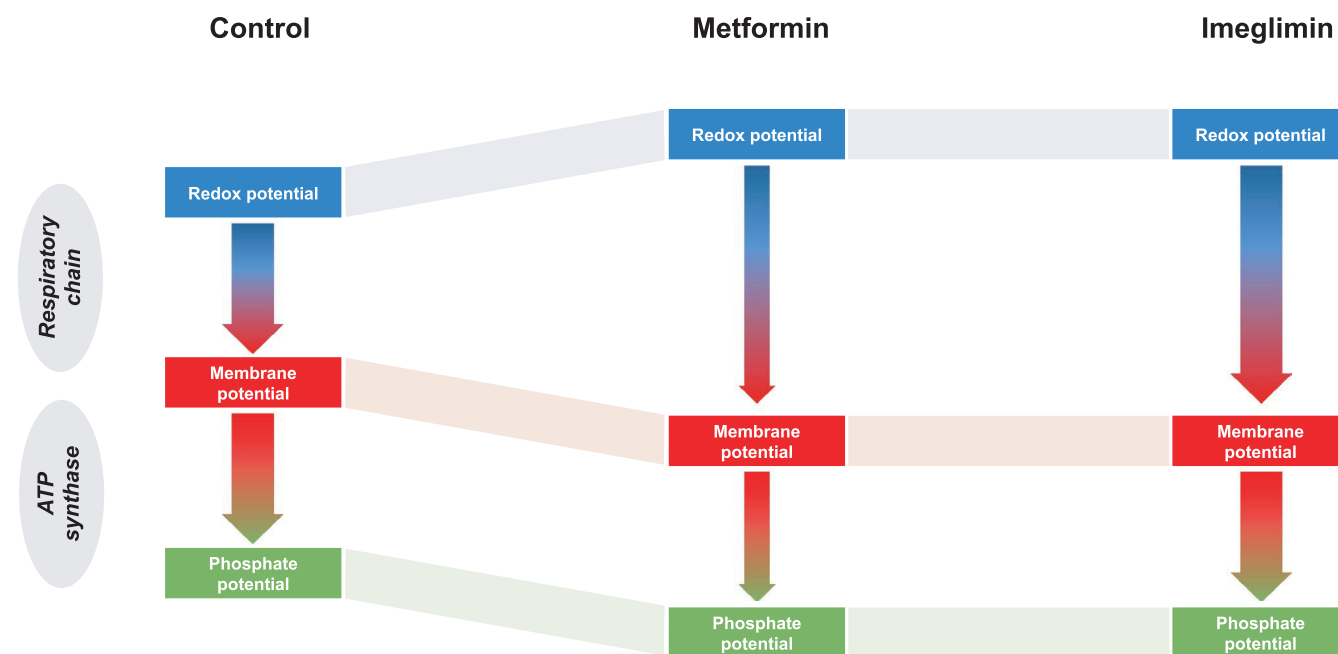 Control
Metformin
Imeglimin
Redox potential
Redox potential
Redox potential
Respiratory
chain
Membrane
potential
Membrane
potential
Membrane
potential
ATP
synthase
Phosphate
potential
Phosphate
potential
Phosphate
potential